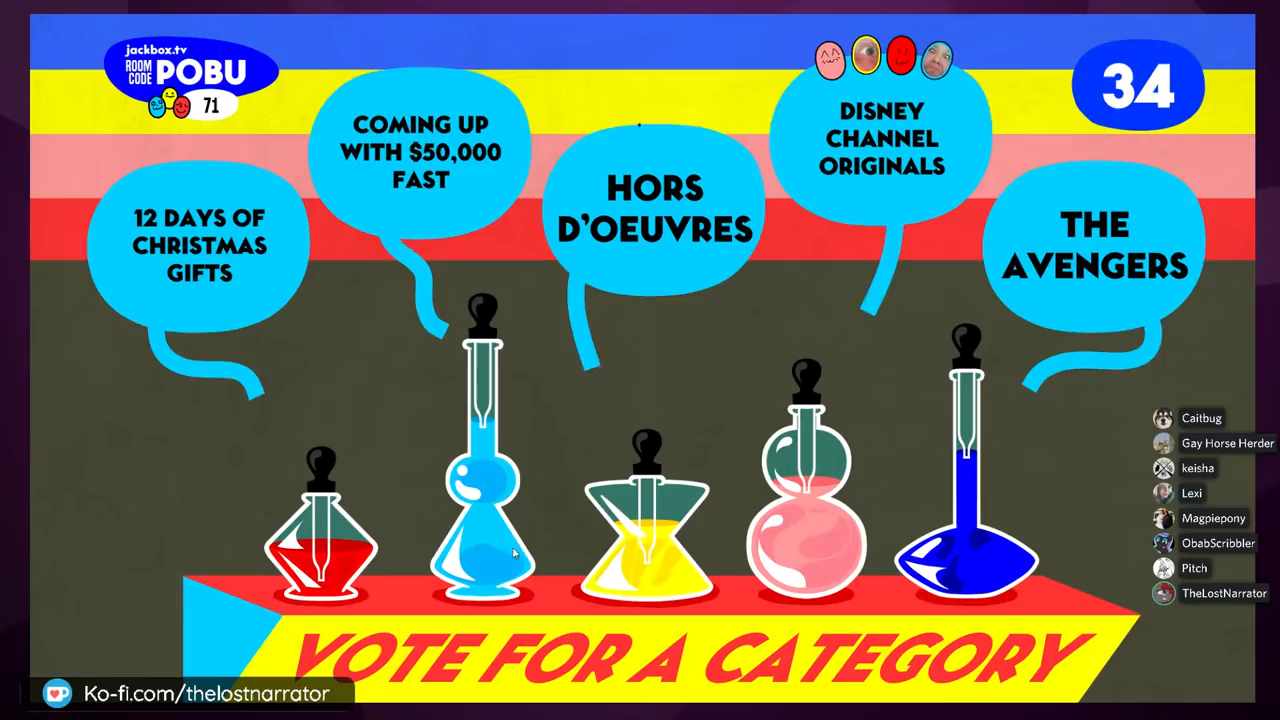 jackbox.tv
ROOM
CODE
POBU
71
34
12 DAYS OF
CHRISTMAS
GIFTS
COMING UP
WITH $50,000
FAST
HORS
D'OEUVRES
DISNEY
CHANNEL
ORIGINALS
THE
AVENGERS
Caitbug
Gay Horse Herder
keisha
Lexi
Magpiepony
ObabScribbler
Pitch
TheLostNarrator
VOTE FOR A CATEGORY
Ko-fi.com/thelostnarrator